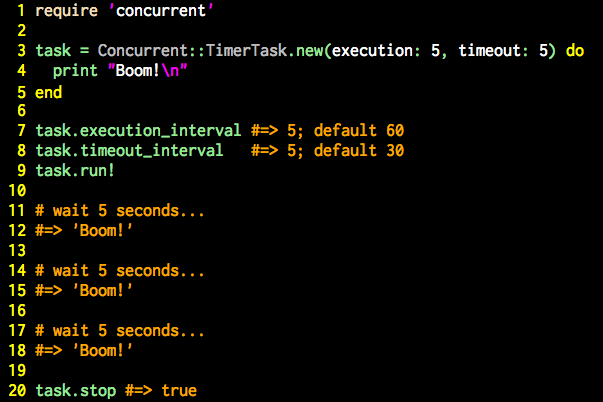 1 require 'concurrent'
2
3 task = Concurrent::TimerTask.new(execution: 5, timeout: 5) do
4   print "Boom!\n"
5 end
6
7 task.execution_interval #=> 5; default 60
8 task.timeout_interval   #=> 5; default 30
9 task.run!
10
11 # wait 5 seconds...
12 #=> 'Boom!'
13
14 # wait 5 seconds...
15 #=> 'Boom!'
16
17 # wait 5 seconds...
18 #=> 'Boom!'
19
20 task.stop #=> true